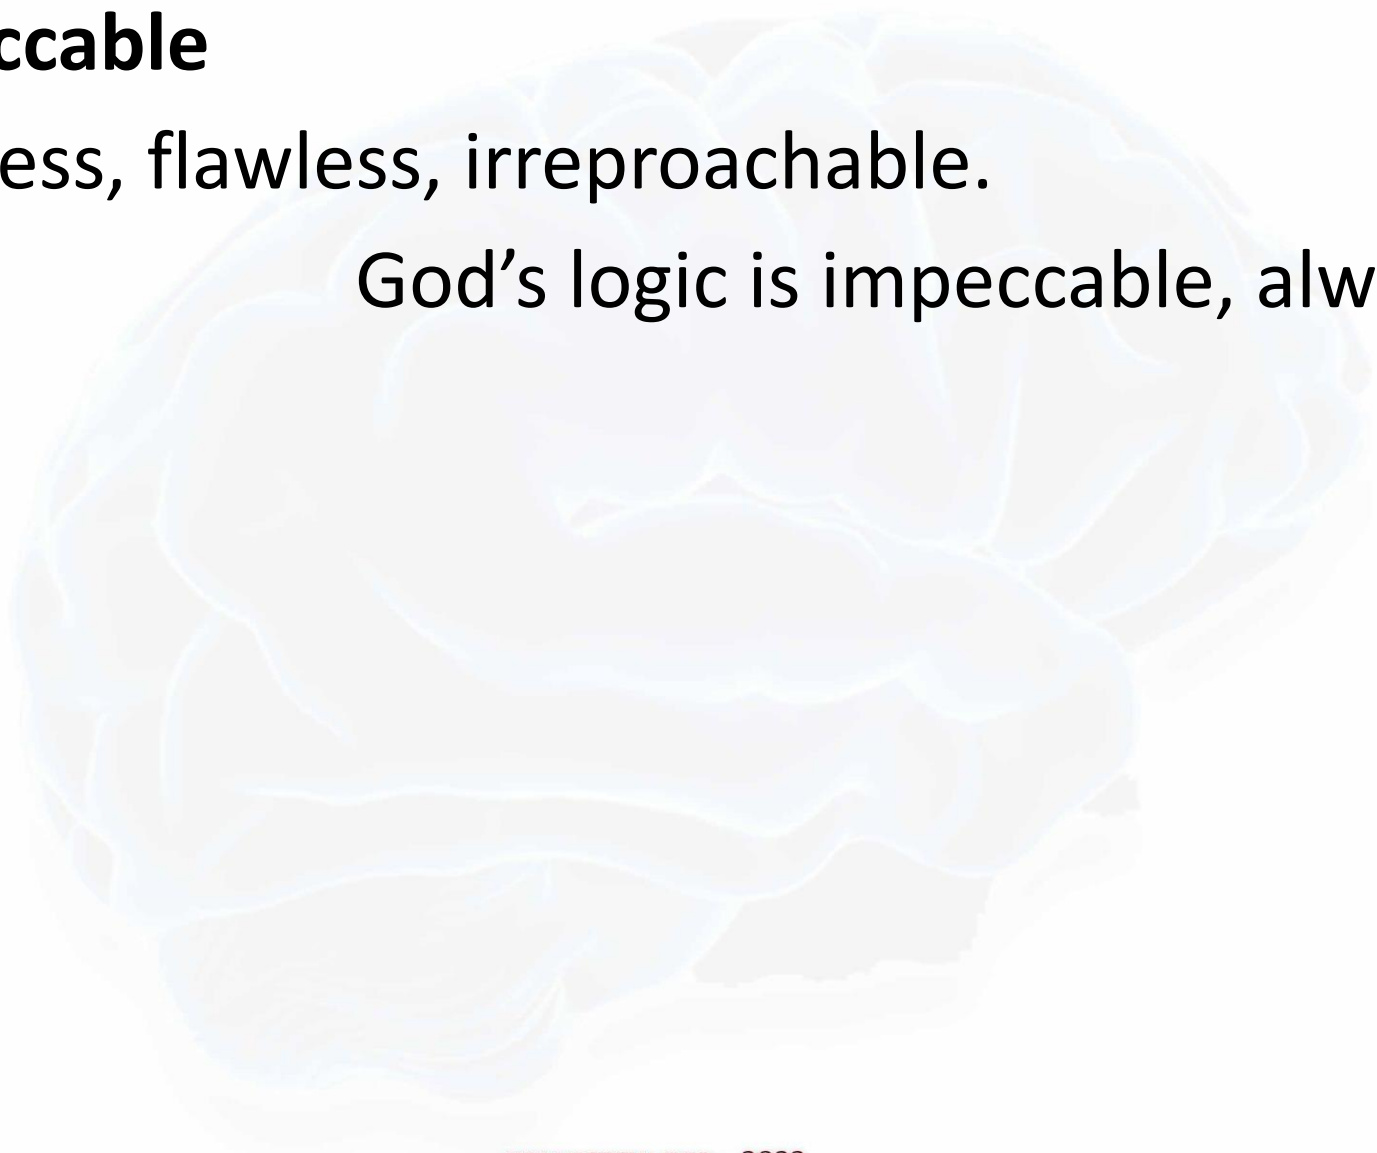 ccable
ess, flawless, irreproachable.
God’s logic is impeccable, alw